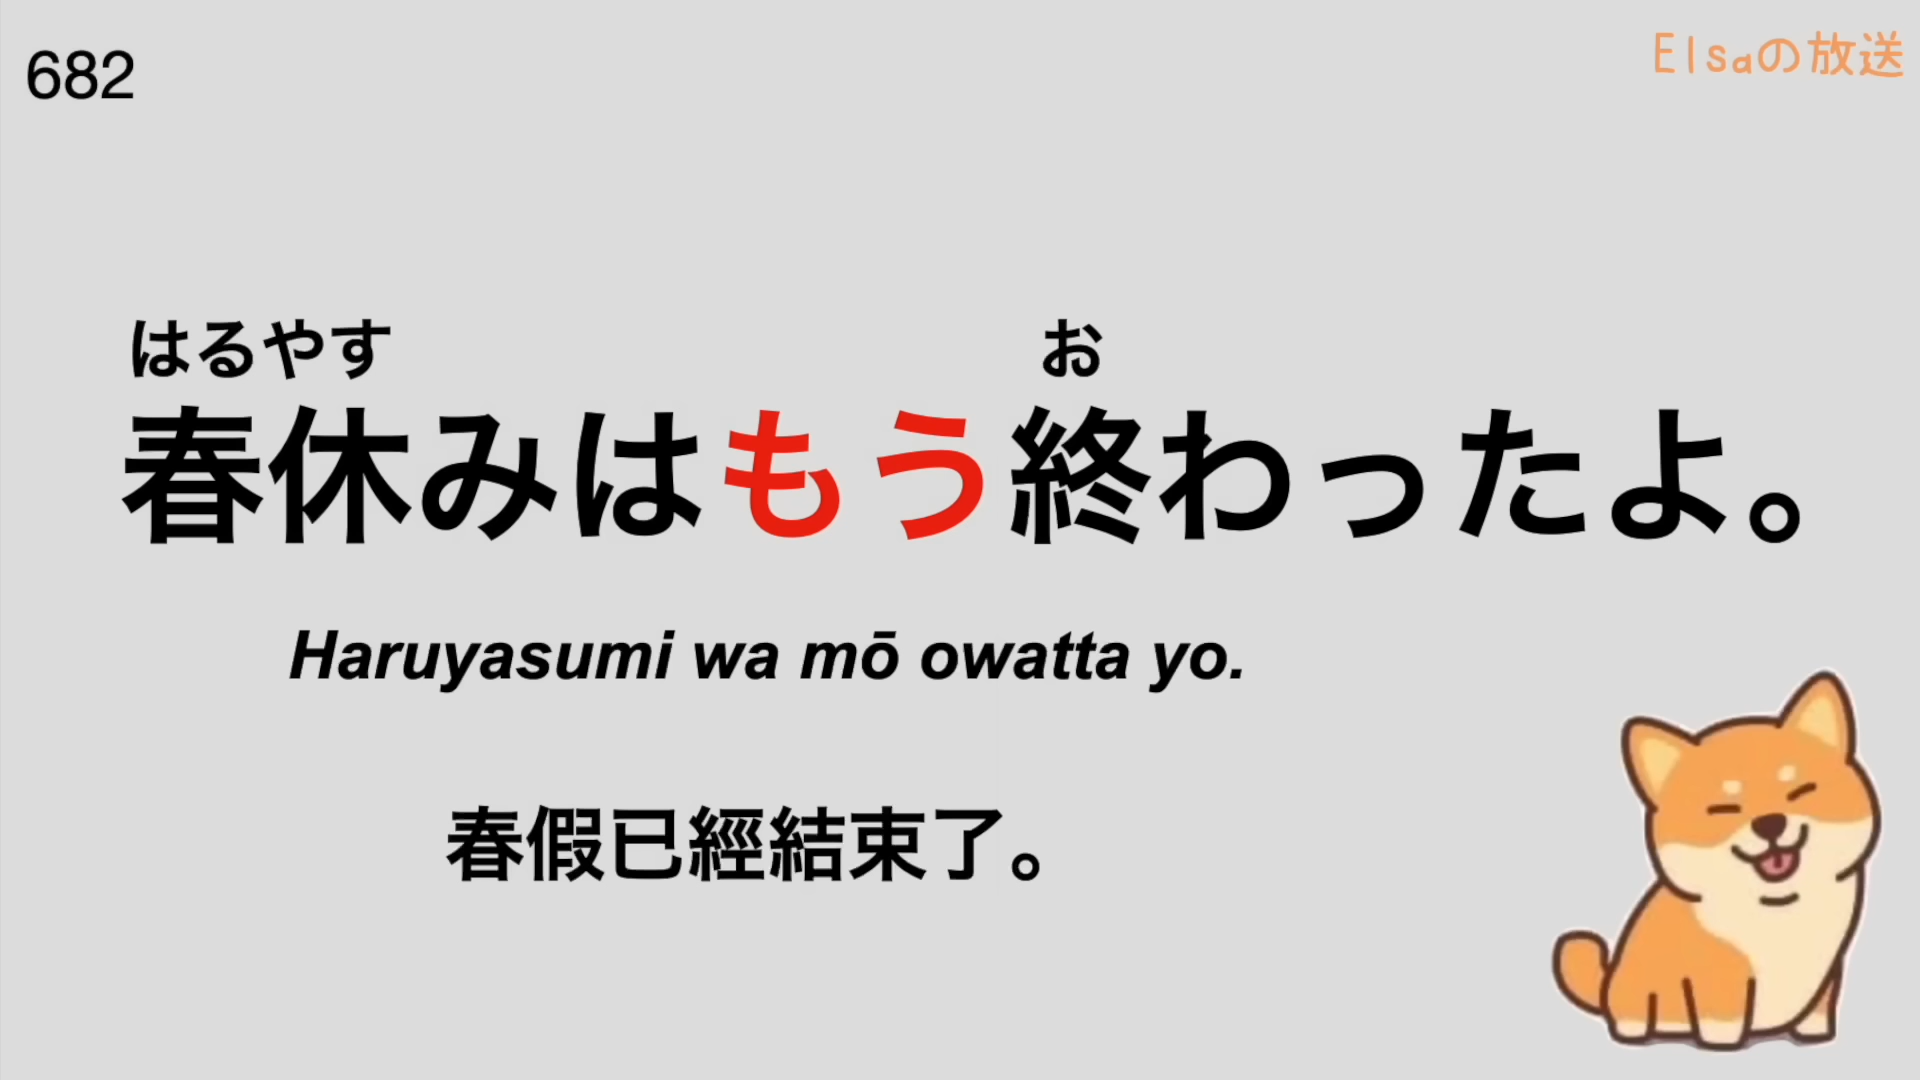 682
Elsaの放送
はるやす お
春休みはもう終わったよ。
Haruyasumi wa mō owatta yo.
春假已經結束了。